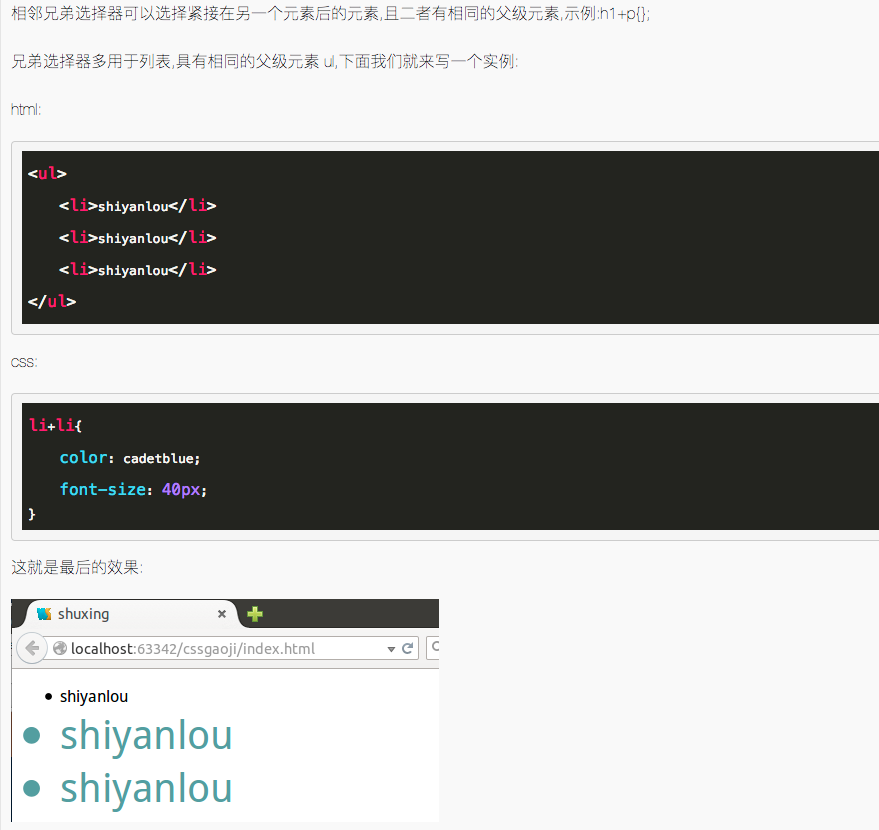 相邻兄弟选择器可以选择紧接在另一个元素后的元素,且二者有相同的父级元素,示例:h1+p{};
兄弟选择器多用于列表,具有相同的父级元素 ul,下面我们就来写一个实例:
html:
<ul>
    <li>shiyanlou</li>
    <li>shiyanlou</li>
    <li>shiyanlou</li>
</ul>
css:
li+li{
    color: cadetblue;
    font-size: 40px;
}
这就是最后的效果:
shuxing
localhost:63342/cssgaoji/index.html
shiyanlou
shiyanlou
shiyanlou